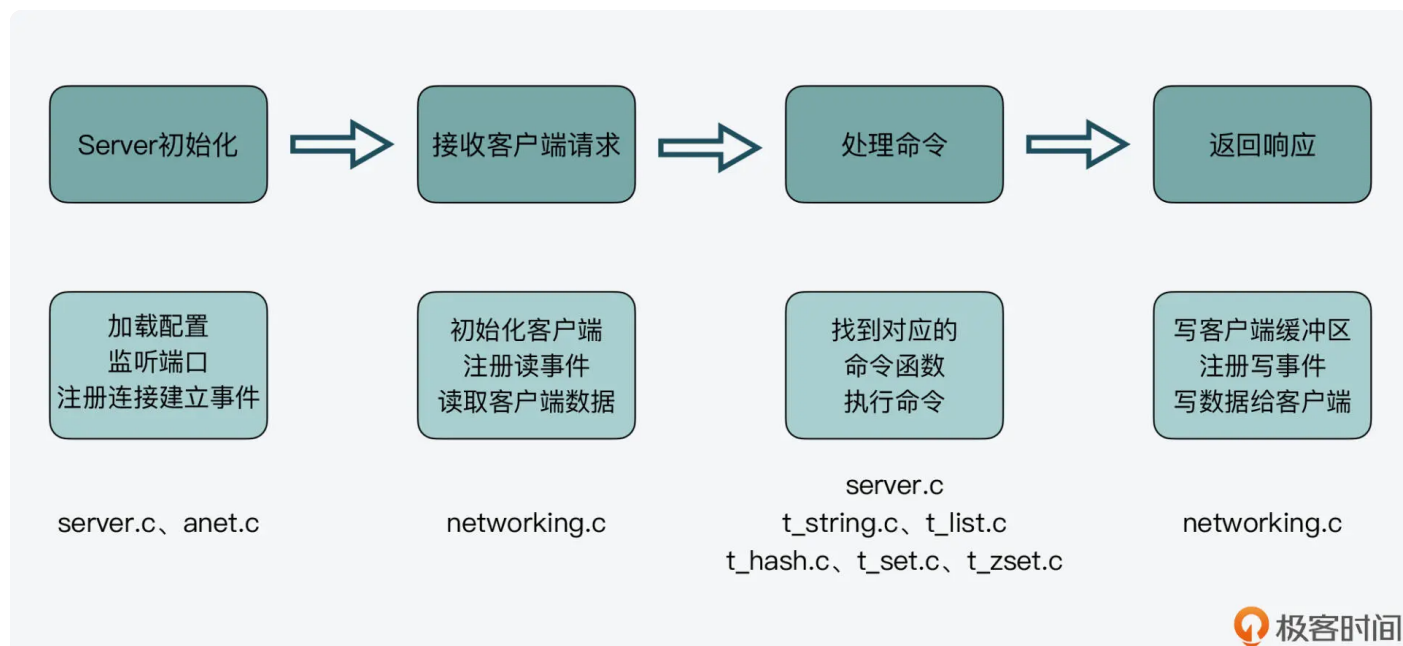 Server初始化
接收客户端请求
处理命令
返回响应
加载配置
监听端口
注册连接建立事件
初始化客户端
注册读事件
读取客户端数据
找到对应的
命令函数
执行命令
写客户端缓冲区
注册写事件
写数据给客户端
server.c、anet.c
networking.c
server.c
t_string.c、t_list.c
t_hash.c、t_set.c、t_zset.c
networking.c
极客时间